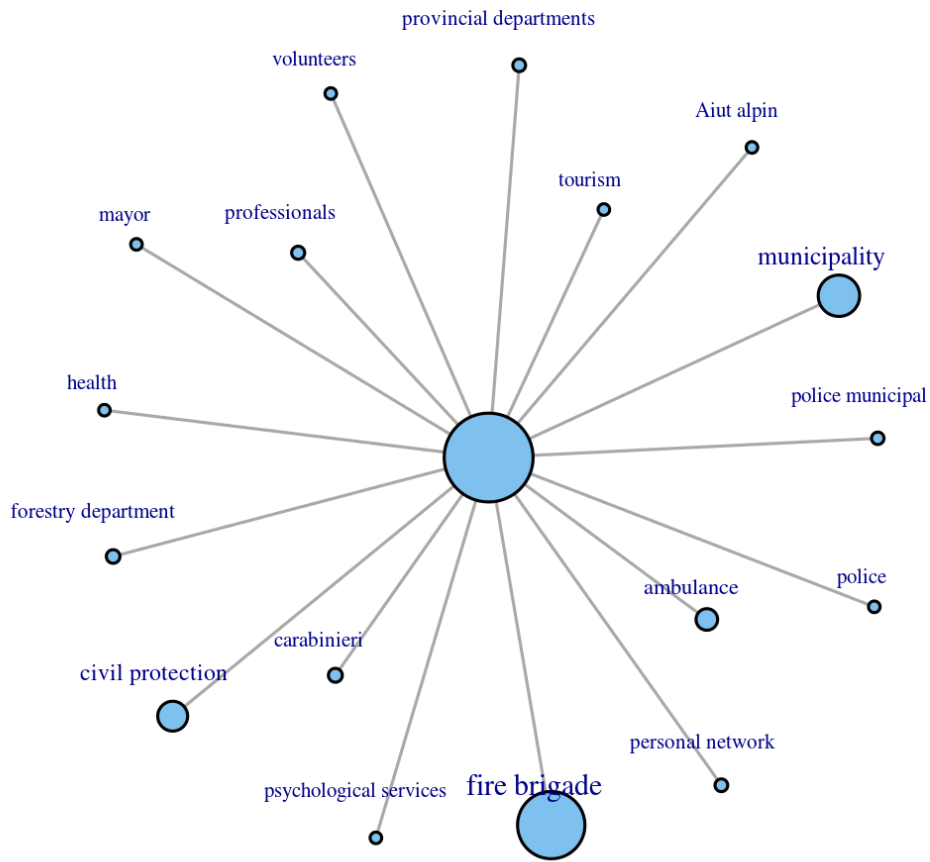 provincial departments
volunteers
Aiut alpin
tourism
professionals
mayor
municipality
health
police municipal
forestry department
police
ambulance
carabinieri
civil protection
personal network
fire brigade
psychological services